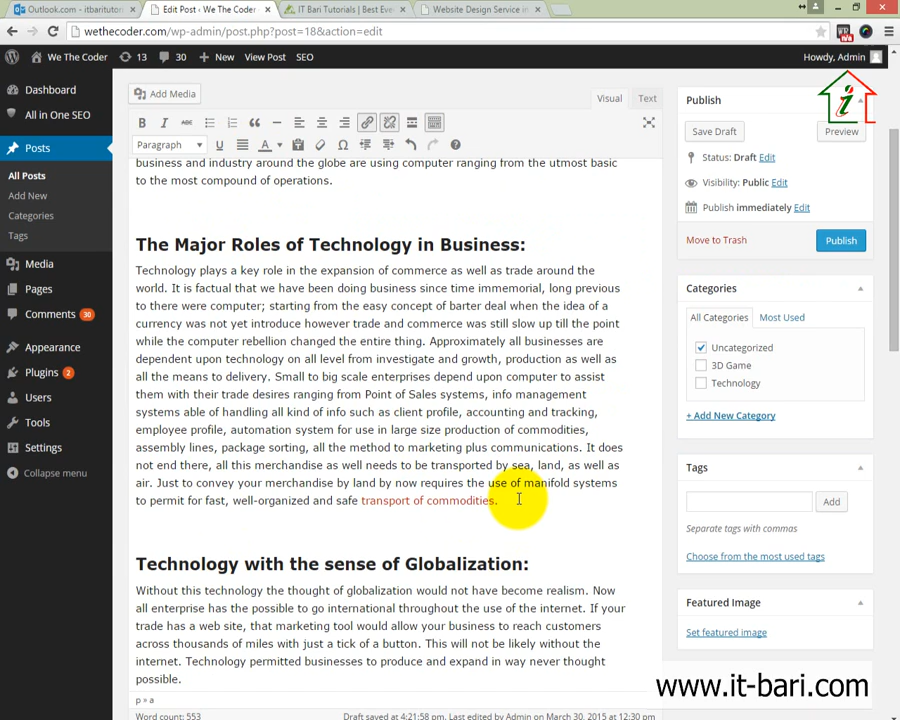 Outlook.com - itbaritutor
Edit Post ‹ We The Coder
IT Bari Tutorials | Best Eve
Website Design Service in
wethecoder.com/wp-admin/post.php?post=18&action=edit
We The Coder
13
30
New
View Post
SEO
Howdy, Admin
Dashboard
All in One SEO
Posts
All Posts
Add New
Categories
Tags
Media
Pages
Comments 30
Appearance
Plugins 2
Users
Tools
Settings
Collapse menu
Add Media
Visual
Text
B I ABC
Paragraph
business and industry around the globe are using computer ranging from the utmost basic
to the most compound of operations.
The Major Roles of Technology in Business:
Technology plays a key role in the expansion of commerce as well as trade around the
world. It is factual that we have been doing business since time immemorial, long previous
to there were computer; starting from the easy concept of barter deal when the idea of a
currency was not yet introduce however trade and commerce was still slow up till the point
while the computer rebellion changed the entire thing. Approximately all businesses are
dependent upon technology on all level from investigate and growth, production as well as
all the means to delivery. Small to big scale enterprises depend upon computer to assist
them with their trade desires ranging from Point of Sales systems, info management
systems able of handling all kind of info such as client profile, accounting and tracking,
employee profile, automation system for use in large size production of commodities,
assembly lines, package sorting, all the method to marketing plus communications. It does
not end there, all this merchandise as well needs to be transported by sea, land, as well as
air. Just to convey your merchandise by land by now requires the use of manifold systems
to permit for fast, well-organized and safe transport of commodities.
Technology with the sense of Globalization:
Without this technology the thought of globalization would not have become realism. Now
all enterprise has the possible to go international throughout the use of the internet. If your
trade has a web site, that marketing tool would allow your business to reach customers
across thousands of miles with just a tick of a button. This will not be likely without the
internet. Technology permitted businesses to produce and expand in way never thought
possible.
p » a
Word count: 553
Draft saved at 4:21:58 pm. Last edited by Admin on March 30, 2015 at 12:30 pm
Publish
Save Draft
Preview
Status: Draft Edit
Visibility: Public Edit
Publish immediately Edit
Move to Trash
Publish
Categories
All Categories
Most Used
Uncategorized
3D Game
Technology
+ Add New Category
Tags
Add
Separate tags with commas
Choose from the most used tags
Featured Image
Set featured image
www.it-bari.com